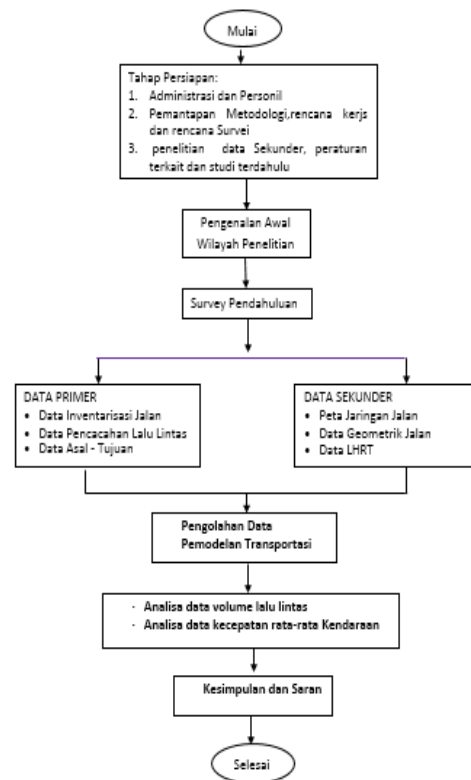 Mulai
Tahap Persiapan:
1. Administrasi dan Personil
2. Pemantapan Metodologi,rencana kerjs
dan rencana Survei
3. penelitian data Sekunder, peraturan
terkait dan studi terdahulu
Pengenalan Awal
Wilayah Penelitian
Survey Pendahuluan
DATA PRIMER
• Data Inventarisasi Jalan
• Data Pencacahan Lalu Lintas
• Data Asal - Tujuan
DATA SEKUNDER
• Peta Jaringan Jalan
• Data Geometrik Jalan
• Data LHRT
Pengolahan Data
Pemodelan Transportasi
· Analisa data volume lalu lintas
· Analisa data kecepatan rata-rata Kendaraan
Kesimpulan dan Saran
Selesai